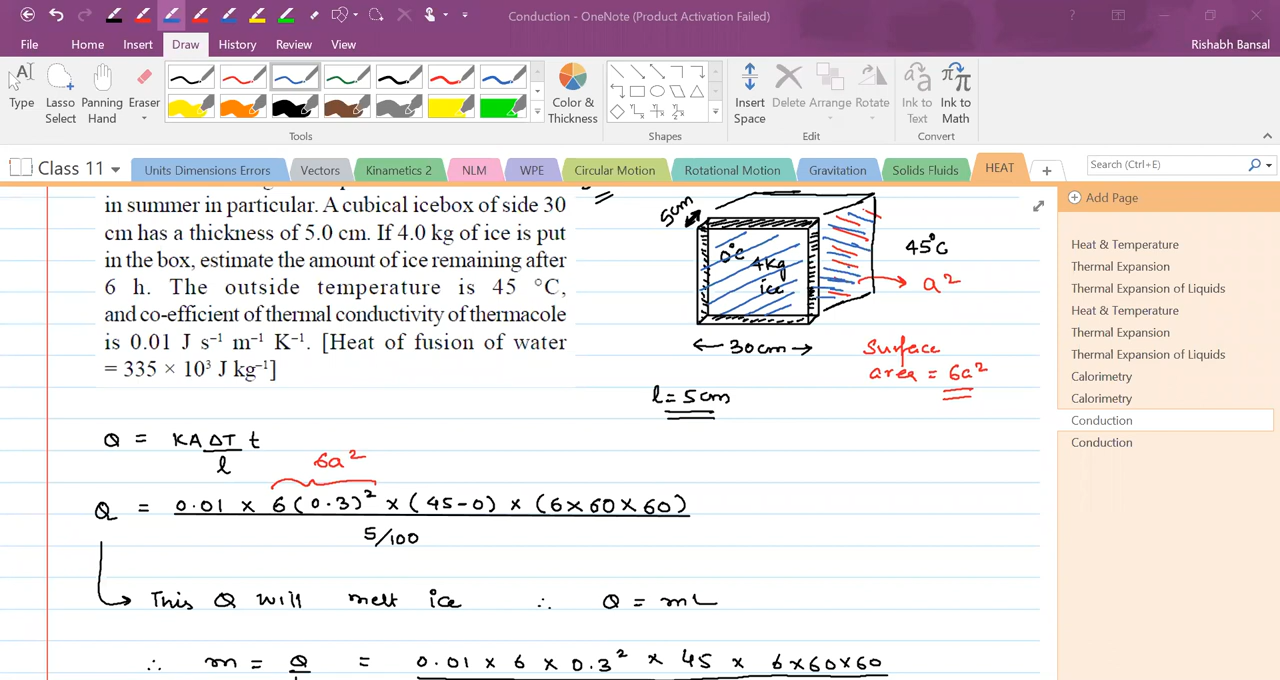 Conduction - OneNote (Product Activation Failed)
File Home Insert Draw History Review View
Rishabh Bansal
Type
Lasso Select
Panning Hand
Eraser
Color & Thickness
Insert Space
Delete
Arrange
Rotate
Ink to Text
Ink to Math
Tools
Shapes
Edit
Convert
Class 11
Units Dimensions Errors
Vectors
Kinematics 2
NLM
WPE
Circular Motion
Rotational Motion
Gravitation
Solids Fluids
HEAT
Search (Ctrl+E)
Add Page
Heat & Temperature
Thermal Expansion
Thermal Expansion of Liquids
Heat & Temperature
Thermal Expansion
Thermal Expansion of Liquids
Calorimetry
Calorimetry
Conduction
Conduction
in summer in particular. A cubical icebox of side 30
cm has a thickness of 5.0 cm. If 4.0 kg of ice is put
in the box, estimate the amount of ice remaining after
6 h. The outside temperature is 45 °C,
and co-efficient of thermal conductivity of thermacole
is 0.01 J s⁻¹ m⁻¹ K⁻¹. [Heat of fusion of water
= 335 × 10³ J kg⁻¹]
5cm
0°C 4kg
ice
45°C
a²
30cm
Surface
area = 6a²
l = 5cm
Q = KA ΔT t
l
6a²
Q = 0.01 × 6(0.3)² × (45-0) × (6×60×60)
5/100
This Q will melt ice ∴ Q = mL
∴ m = Q = 0.01 × 6 × 0.3² × 45 × 6×60×60